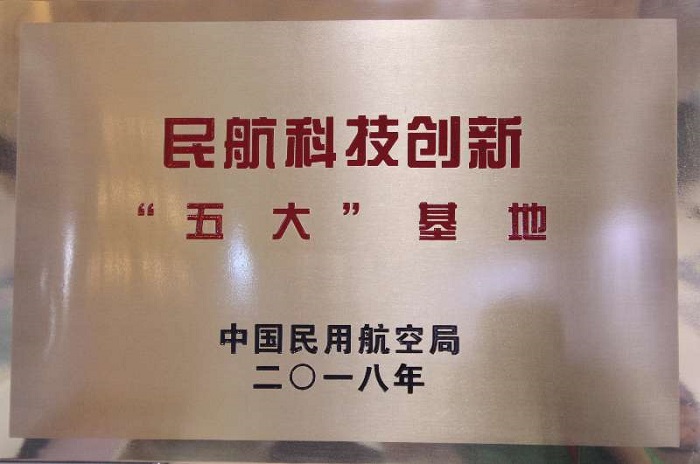 民航科技创新
“五大”基地
中国民用航空局
二〇一八年